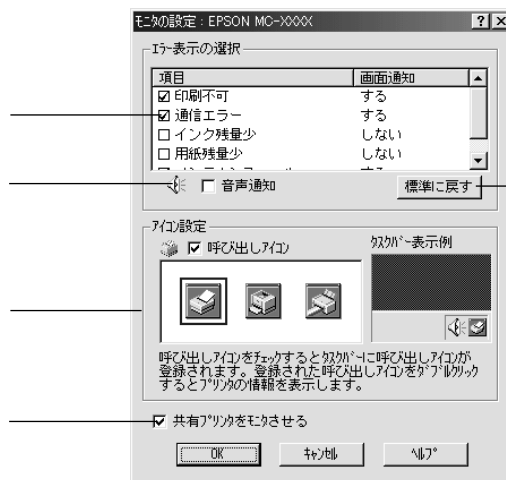 ﾓﾆﾀの設定 : EPSON MC-XXXX
ｴﾗｰ表示の選択
項目 画面通知
印刷不可 する
通信エラー する
インク残量少 しない
用紙残量少 しない
音声通知 標準に戻す
ｱｲｺﾝ設定
呼び出しｱｲｺﾝ ﾀｽｸﾊﾞｰ表示例
呼び出しｱｲｺﾝをﾁｪｯｸするとﾀｽｸﾊﾞｰに呼び出しｱｲｺﾝが
登録されます。登録された呼び出しｱｲｺﾝをﾀﾞﾌﾞﾙｸﾘｯｸ
するとﾌﾟﾘﾝﾀの情報を表示します。
共有ﾌﾟﾘﾝﾀをﾓﾆﾀさせる
OK ｷｬﾝｾﾙ ﾍﾙﾌﾟ